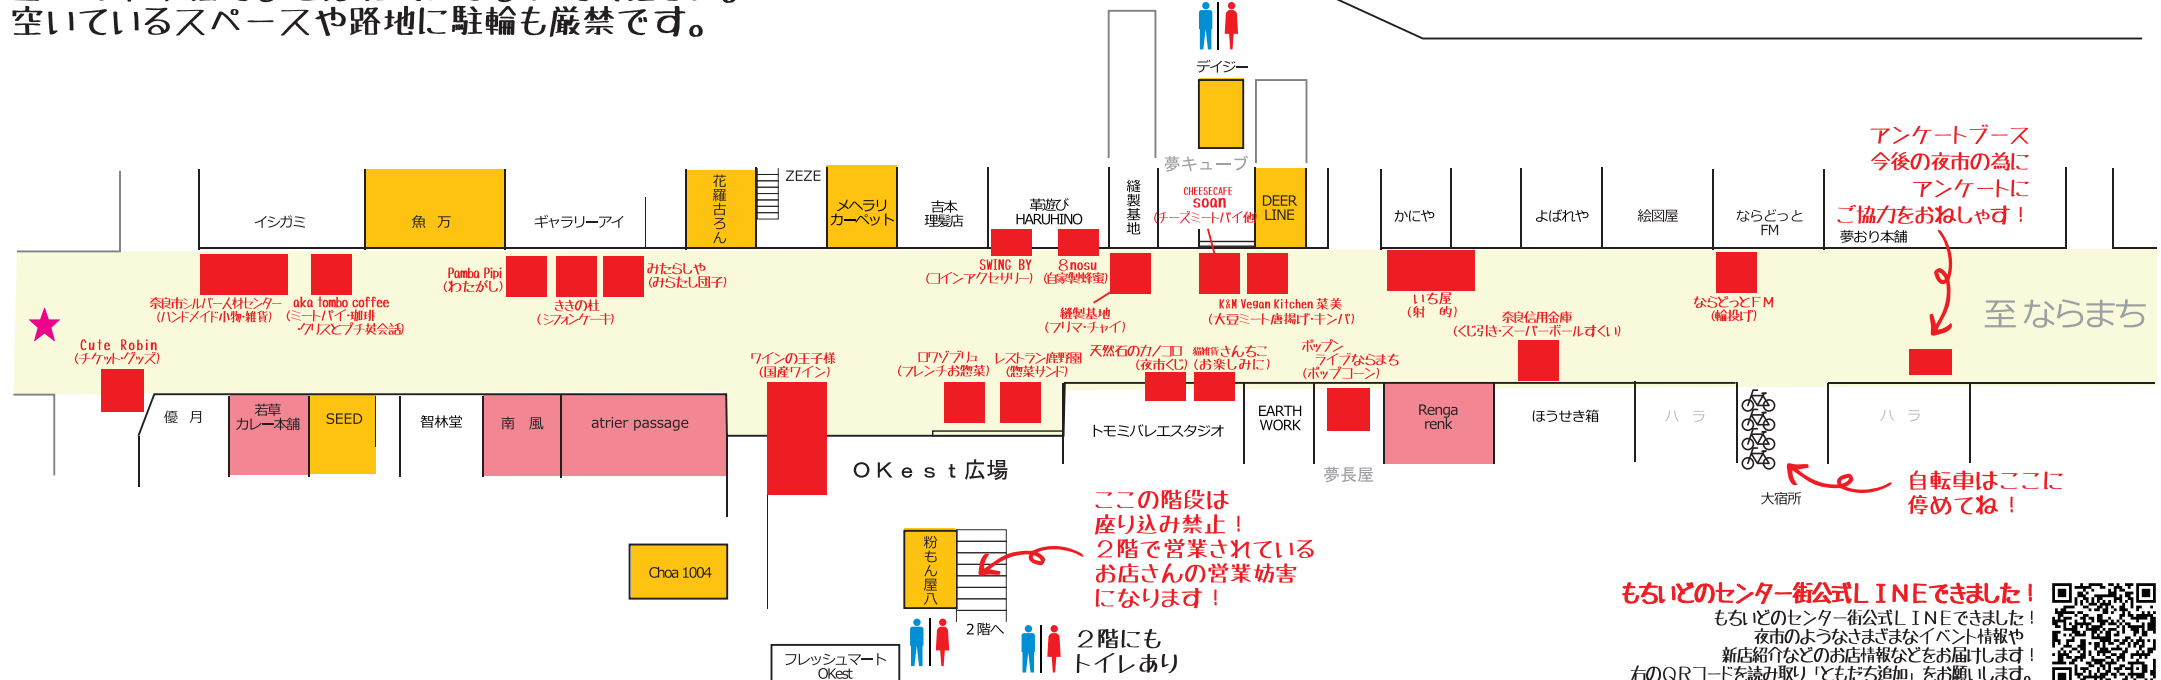 空いているスペースや路地に駐輪も厳禁です。
デイジー
夢キューブ
イシガミ
魚 万
ギャラリーアイ
花羅古ろん
ZEZE
メヘラリ
カーペット
吉本
理髪店
革遊び
HARUHINO
縫製基地
CHEESECAFE
soan
(チーズミートパイ他)
DEER
LINE
かにや
よばれや
絵図屋
ならどっと
FM
夢おり本舗
アンケートブース
今後の夜市の為に
アンケートに
ご協力をおねしゃす！
奈良市シルバー人材センター
(ハンドメイド小物・雑貨)
aka tombo coffee
(ミートパイ・珈琲
・クリスとプチ英会話)
Pamba Pipi
(わたがし)
ききの杜
(シフォンケーキ)
みたらしや
(みらたし団子)
SWING BY
(コインアクセサリー)
8nosu
(自家製蜂蜜)
縫製基地
(フリマ・チャイ)
K&M Vegan Kitchen 菜美
(大豆ミート唐揚げ・キンパ)
いち屋
(射 的)
奈良信用金庫
(くじ引き・スーパーボールすくい)
ならどっとＦＭ
(輪投げ)
至 ならまち
Cute Robin
(チケット・グッズ)
ワインの王子様
(国産ワイン)
ロワゾブリュ
(フレンチお惣菜)
レストラン鹿野園
(惣菜サンド)
天然石のカノコロ
(夜市くじ)
猫雑貨さんちこ
(お楽しみに)
ポップン
ライブならまち
(ポップコーン)
優 月
若草
カレー本舗
SEED
智林堂
南 風
atrier passage
ＯＫｅｓｔ広場
トモミバレエスタジオ
EARTH
WORK
夢長屋
Renga
renk
ほうせき箱
ハ ラ
ハ ラ
大宿所
自転車はここに
停めてね！
ここの階段は
座り込み禁止！
２階で営業されている
お店さんの営業妨害
になります！
Choa 1004
粉もん屋八
２階へ
２階にも
トイレあり
フレッシュマート
OKest
もちいどのセンター街公式ＬＩＮＥできました！
もちいどのセンター街公式ＬＩＮＥできました！
夜市のようなさまざまなイベント情報や
新店紹介などのお店情報などをお届けします！
右のＱＲコードを読み取り「ともだち追加」をお願いします。